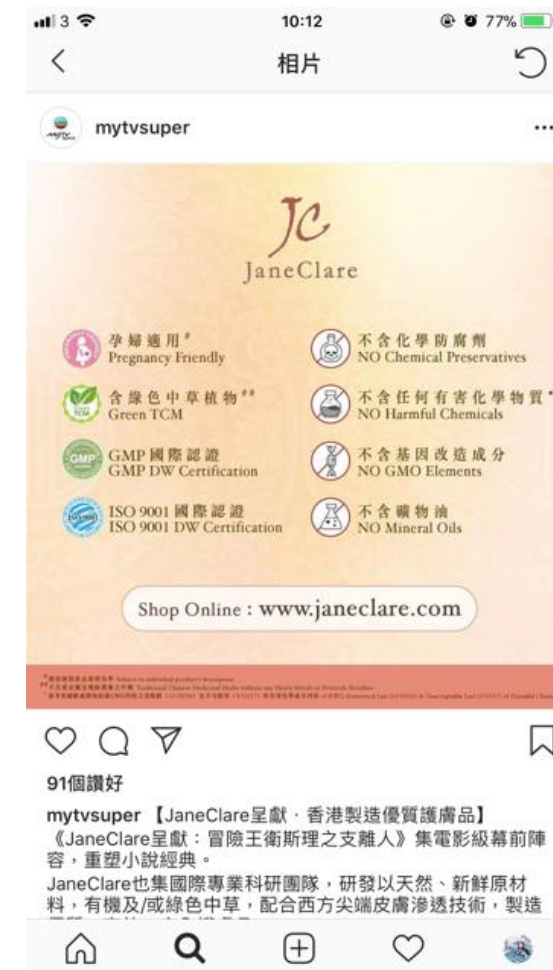 3
10:12
77%
相片
mytvsuper
JC
JaneClare
孕婦適用#
Pregnancy Friendly
不含化學防腐劑
NO Chemical Preservatives
含綠色中草植物##
Green TCM
不含任何有害化學物質*
NO Harmful Chemicals
GMP
GMP 國際認證
GMP DW Certification
不含基因改造成分
NO GMO Elements
ISO 9001
ISO 9001 國際認證
ISO 9001 DW Certification
不含礦物油
NO Mineral Oils
Shop Online : www.janeclare.com
91個讚好
mytvsuper 【JaneClare呈獻．香港製造優質護膚品】
《JaneClare呈獻：冒險王衛斯理之支離人》集電影級幕前陣
容，重塑小說經典。
JaneClare也集國際專業科研團隊，研發以天然、新鮮原材
料，有機及/或綠色中草，配合西方尖端皮膚滲透技術，製造